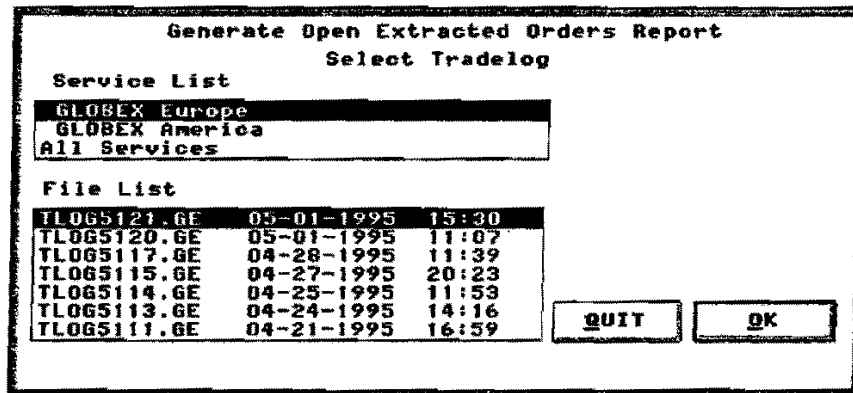 Generate Open Extracted Orders Report
Select Tradelog
Service List
GLOBEX Europe
GLOBEX America
All Services
File List
TLOG5121.GE 05-01-1995 15:30
TLOG5120.GE 05-01-1995 11:07
TLOG5117.GE 04-28-1995 11:39
TLOG5115.GE 04-27-1995 20:23
TLOG5114.GE 04-25-1995 11:53
TLOG5113.GE 04-24-1995 14:16
TLOG5111.GE 04-21-1995 16:59
QUIT OK